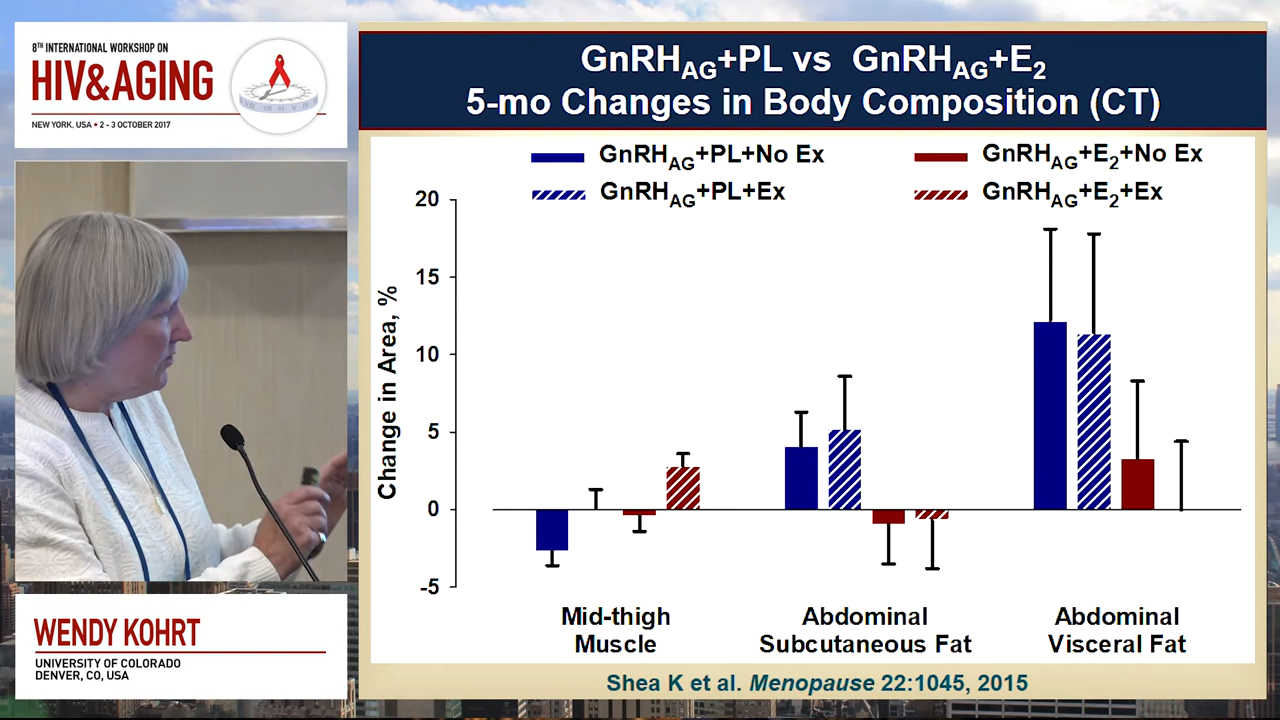 8TH INTERNATIONAL WORKSHOP ON
HIV&AGING
NEW YORK, USA • 2 - 3 OCTOBER 2017
WENDY KOHRT
UNIVERSITY OF COLORADO
DENVER, CO, USA
GnRHAG+PL vs GnRHAG+E2
5-mo Changes in Body Composition (CT)
GnRHAG+PL+No Ex
GnRHAG+E2+No Ex
GnRHAG+PL+Ex
GnRHAG+E2+Ex
Change in Area, %
20
15
10
5
0
-5
Mid-thigh
Muscle
Abdominal
Subcutaneous Fat
Abdominal
Visceral Fat
Shea K et al. Menopause 22:1045, 2015